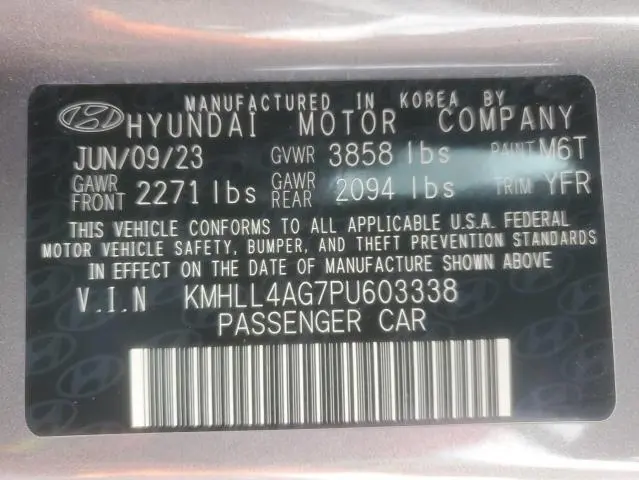 MANUFACTURED IN KOREA BY
HYUNDAI MOTOR COMPANY
JUN/09/23 GVWR 3858 lbs PAINT M6T
GAWR FRONT 2271 lbs GAWR REAR 2094 lbs TRIM YFR
THIS VEHICLE CONFORMS TO ALL APPLICABLE U.S.A. FEDERAL
MOTOR VEHICLE SAFETY, BUMPER, AND THEFT PREVENTION STANDARDS
IN EFFECT ON THE DATE OF MANUFACTURE SHOWN ABOVE
V.I.N KMHLL4AG7PU603338
PASSENGER CAR